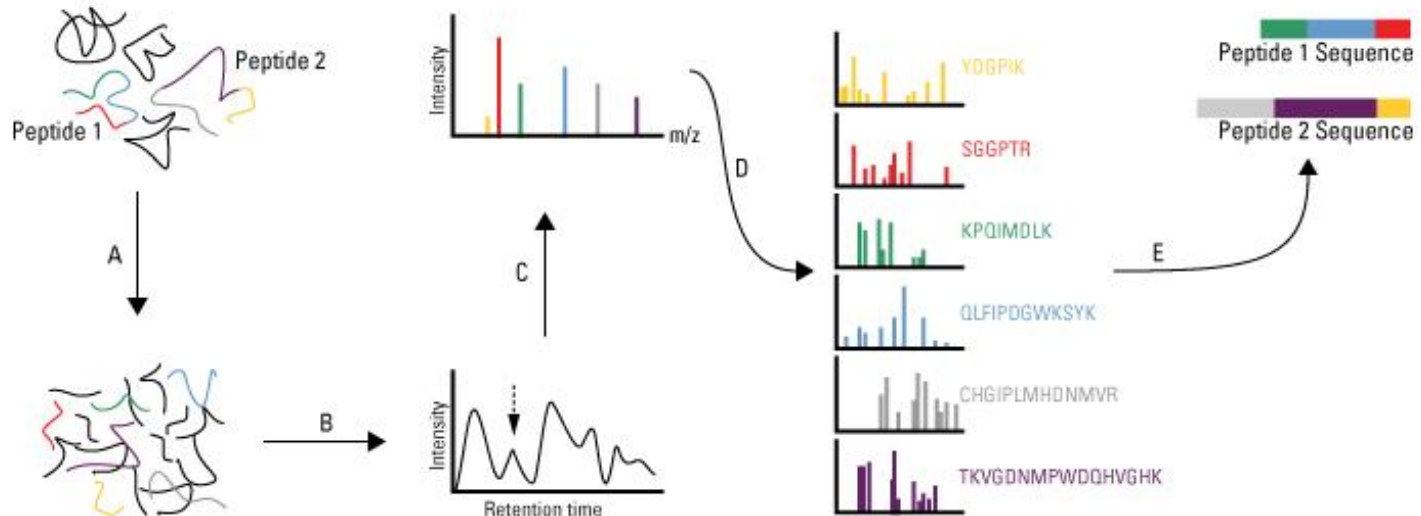 Peptide 2
Peptide 1
A
B
Intensity
Retention time
C
Intensity
m/z
D
YDGPIK
SGGPTR
KPQIMDLK
QLFIPDGWKSYK
CHGIPLMHDNMVR
TKVGDNMPWDQHVGHK
E
Peptide 1 Sequence
Peptide 2 Sequence